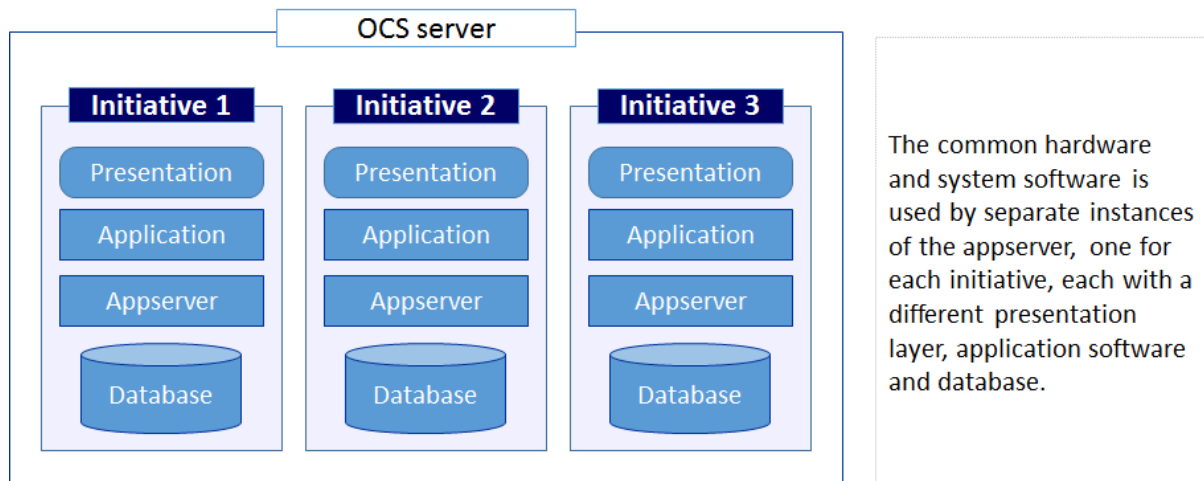 OCS server
Initiative 1
Presentation
Application
Appserver
Database
Initiative 2
Presentation
Application
Appserver
Database
Initiative 3
Presentation
Application
Appserver
Database
The common hardware
and system software is
used by separate instances
of the appserver, one for
each initiative, each with a
different presentation
layer, application software
and database.